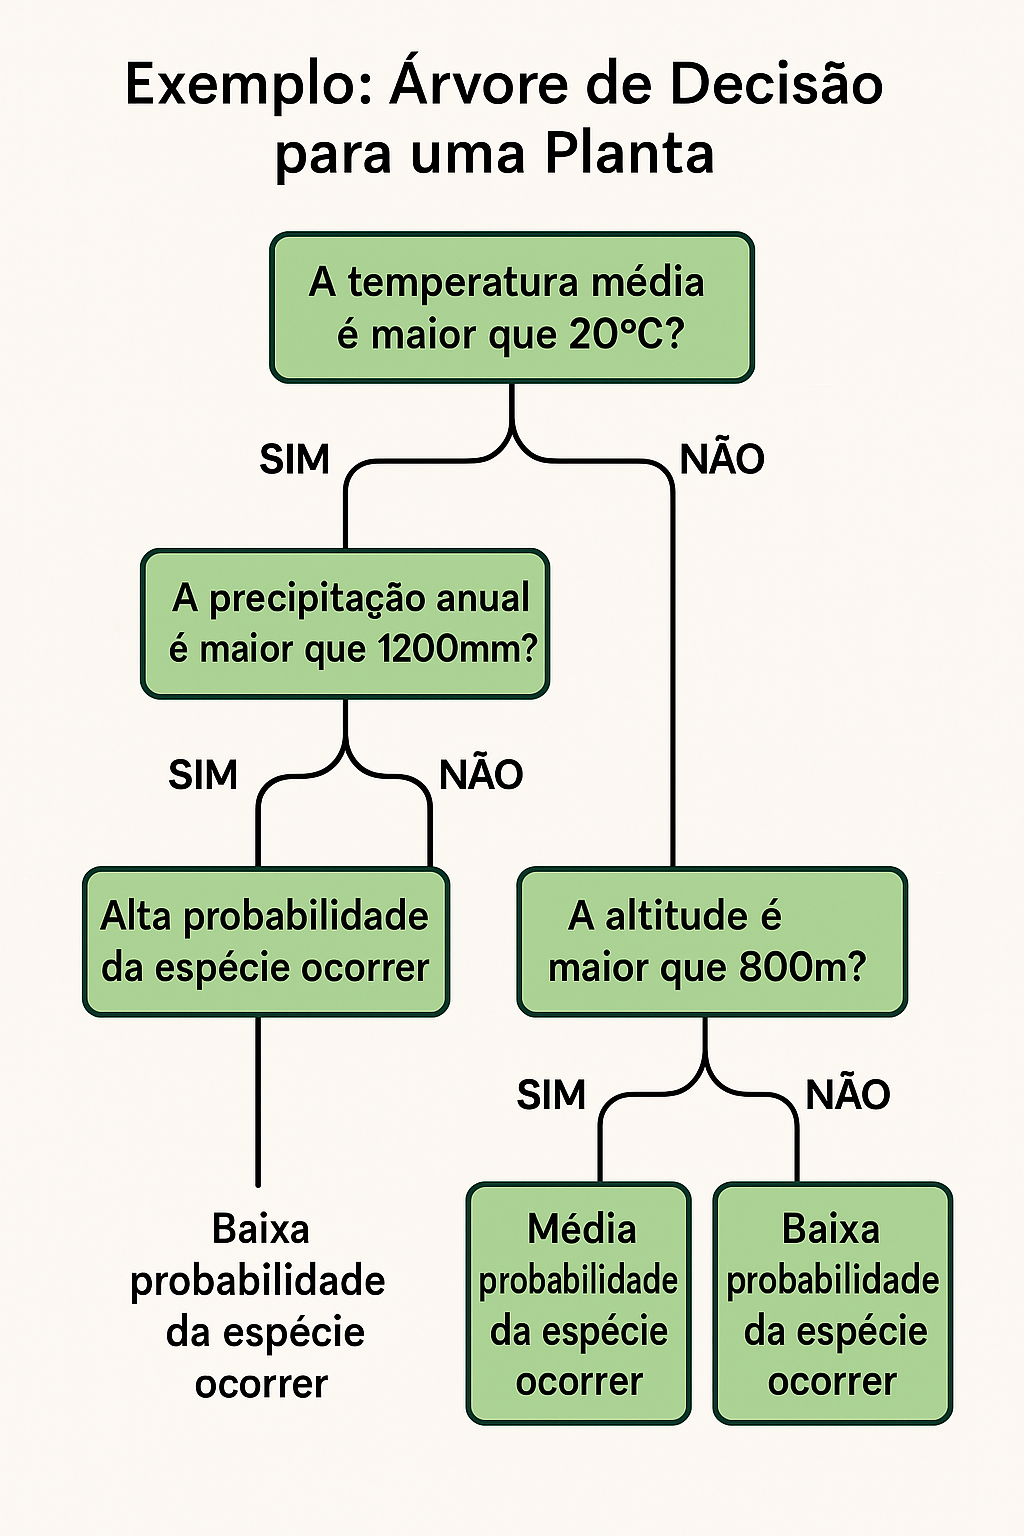 Exemplo: Árvore de Decisão
para uma Planta
A temperatura média
é maior que 20°C?
SIM
NÃO
A precipitação anual
é maior que 1200mm?
SIM
NÃO
Alta probabilidade
da espécie ocorrer
A altitude é
maior que 800m?
SIM
NÃO
Baixa
probabilidade
da espécie
ocorrer
Média
probabilidade
da espécie
ocorrer
Baixa
probabilidade
da espécie
ocorrer